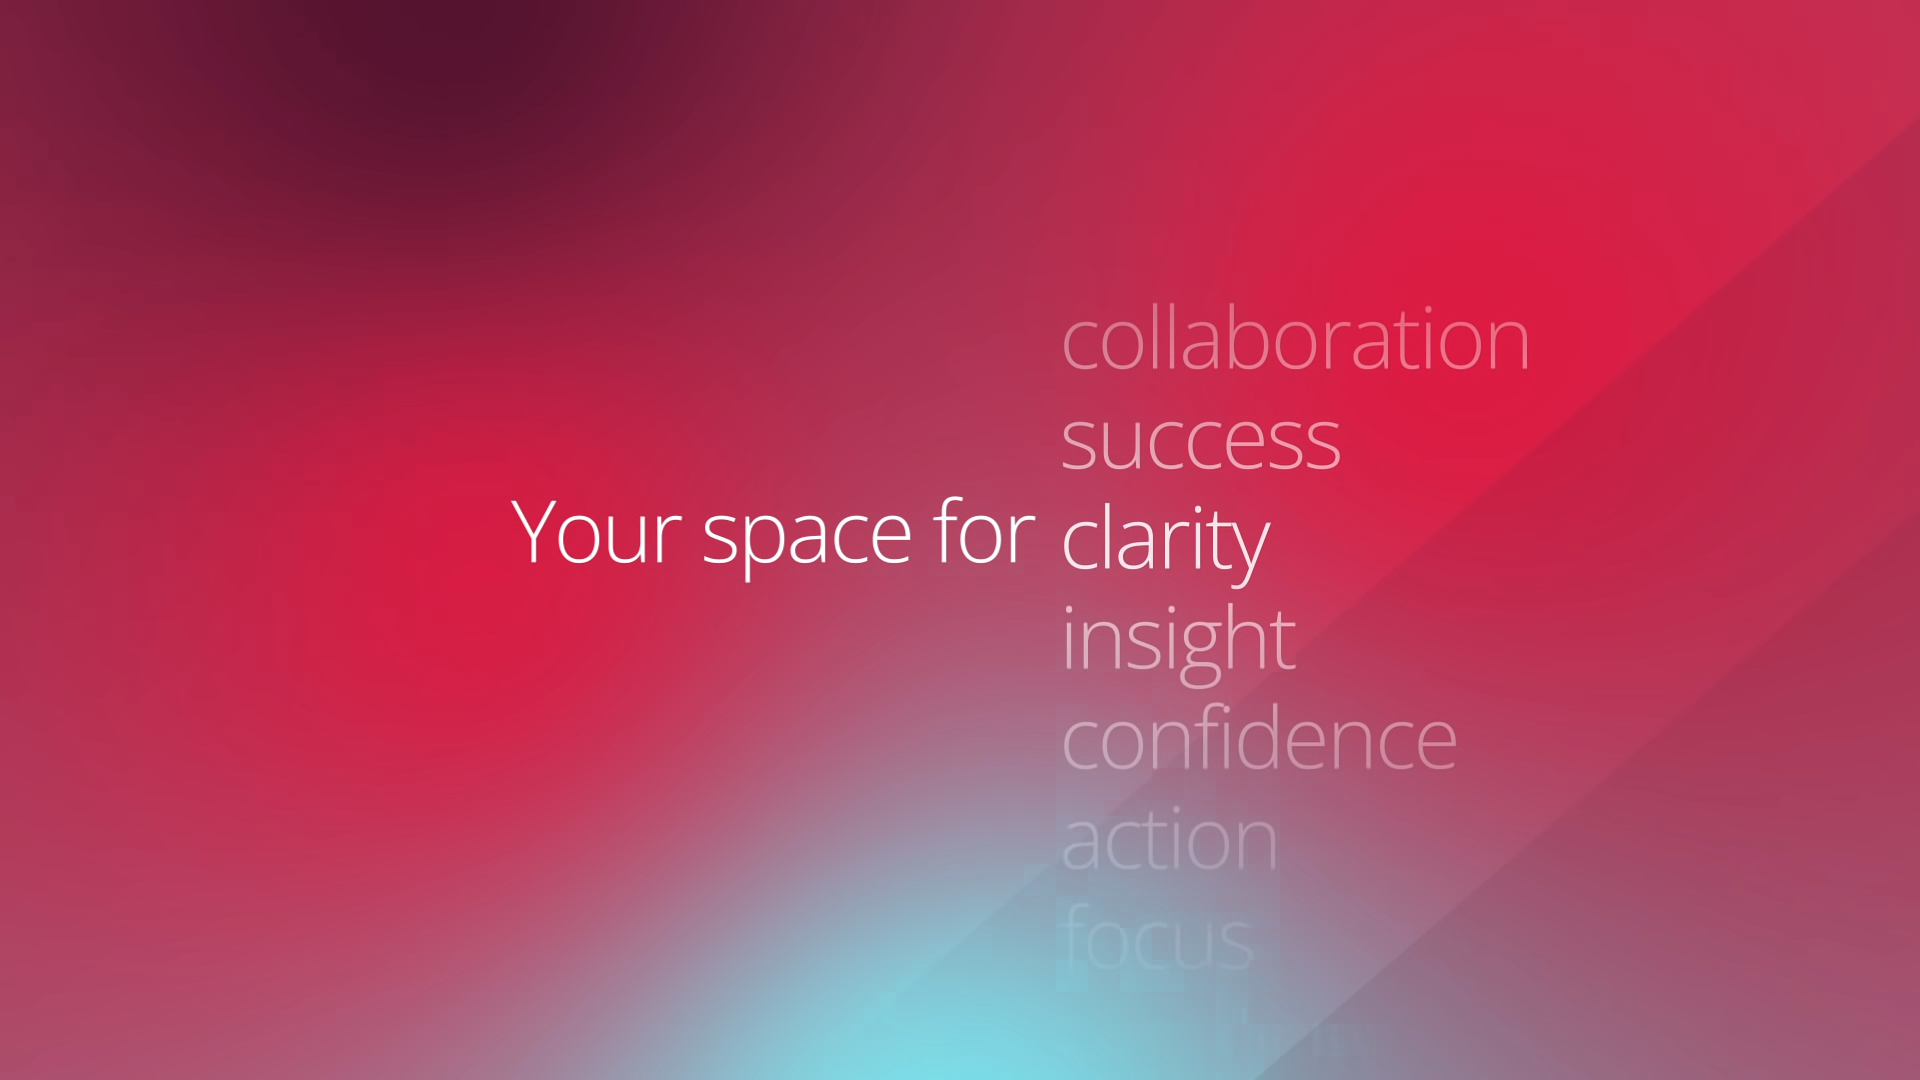 collaboration
success
Your space for clarity
insight
confidence
action
focus